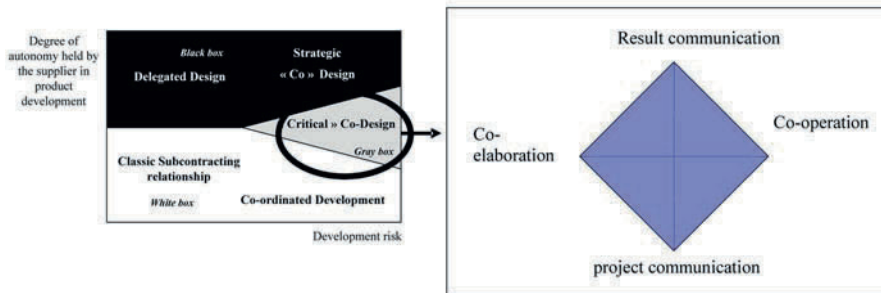 Degree of
autonomy held by
the supplier in
product
development
Black box
Strategic
Delegated Design
« Co » Design
Critical » Co-Design
Gray box
Classic Subcontracting
relationship
White box
Co-ordinated Development
Development risk
Result communication
Co-operation
Co-
elaboration
project communication